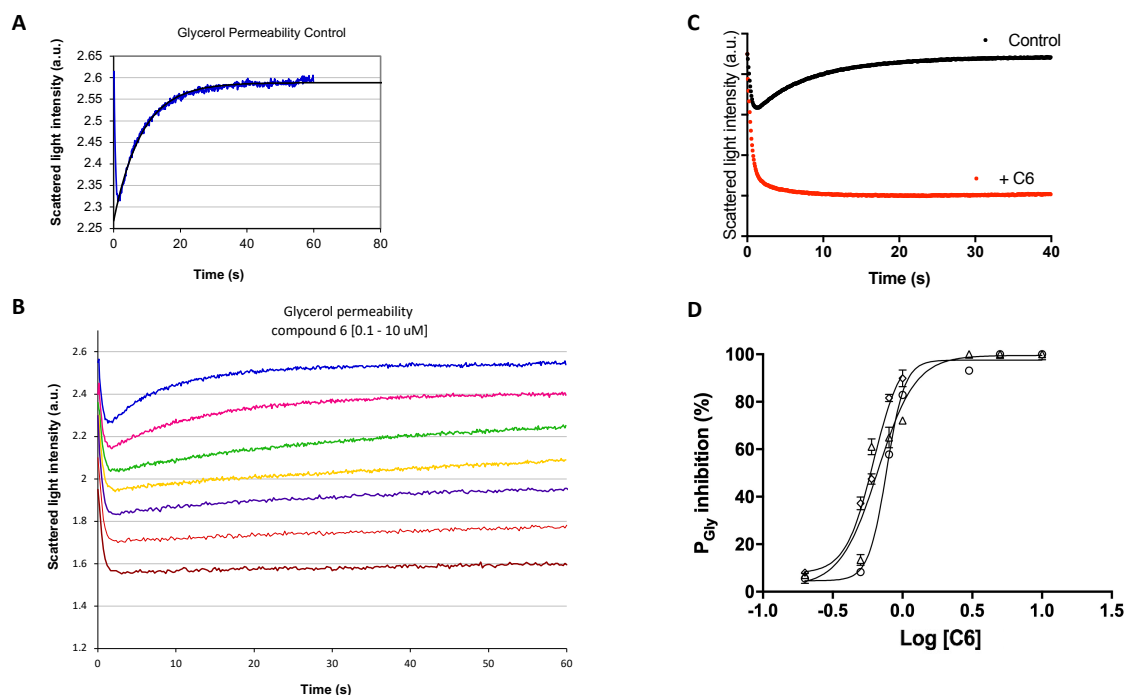 A
Glycerol Permeability Control
Scattered light intensity (a.u.)
2.65
2.6
2.55
2.5
2.45
2.4
2.35
2.3
2.25
0
20
40
60
80
Time (s)
B
Glycerol permeability
compound 6 [0.1 - 10 uM]
Scattered light intensity (a.u.)
2.6
2.4
2.2
2
1.8
1.6
1.4
1.2
0
10
20
30
40
50
60
Time (s)
C
Scattered light intensity (a.u.)
Control
+ C6
0
10
20
30
40
Time (s)
D
P Gly inhibition (%)
100
80
60
40
20
0
-1.0
-0.5
0.0
0.5
1.0
1.5
Log [C6]